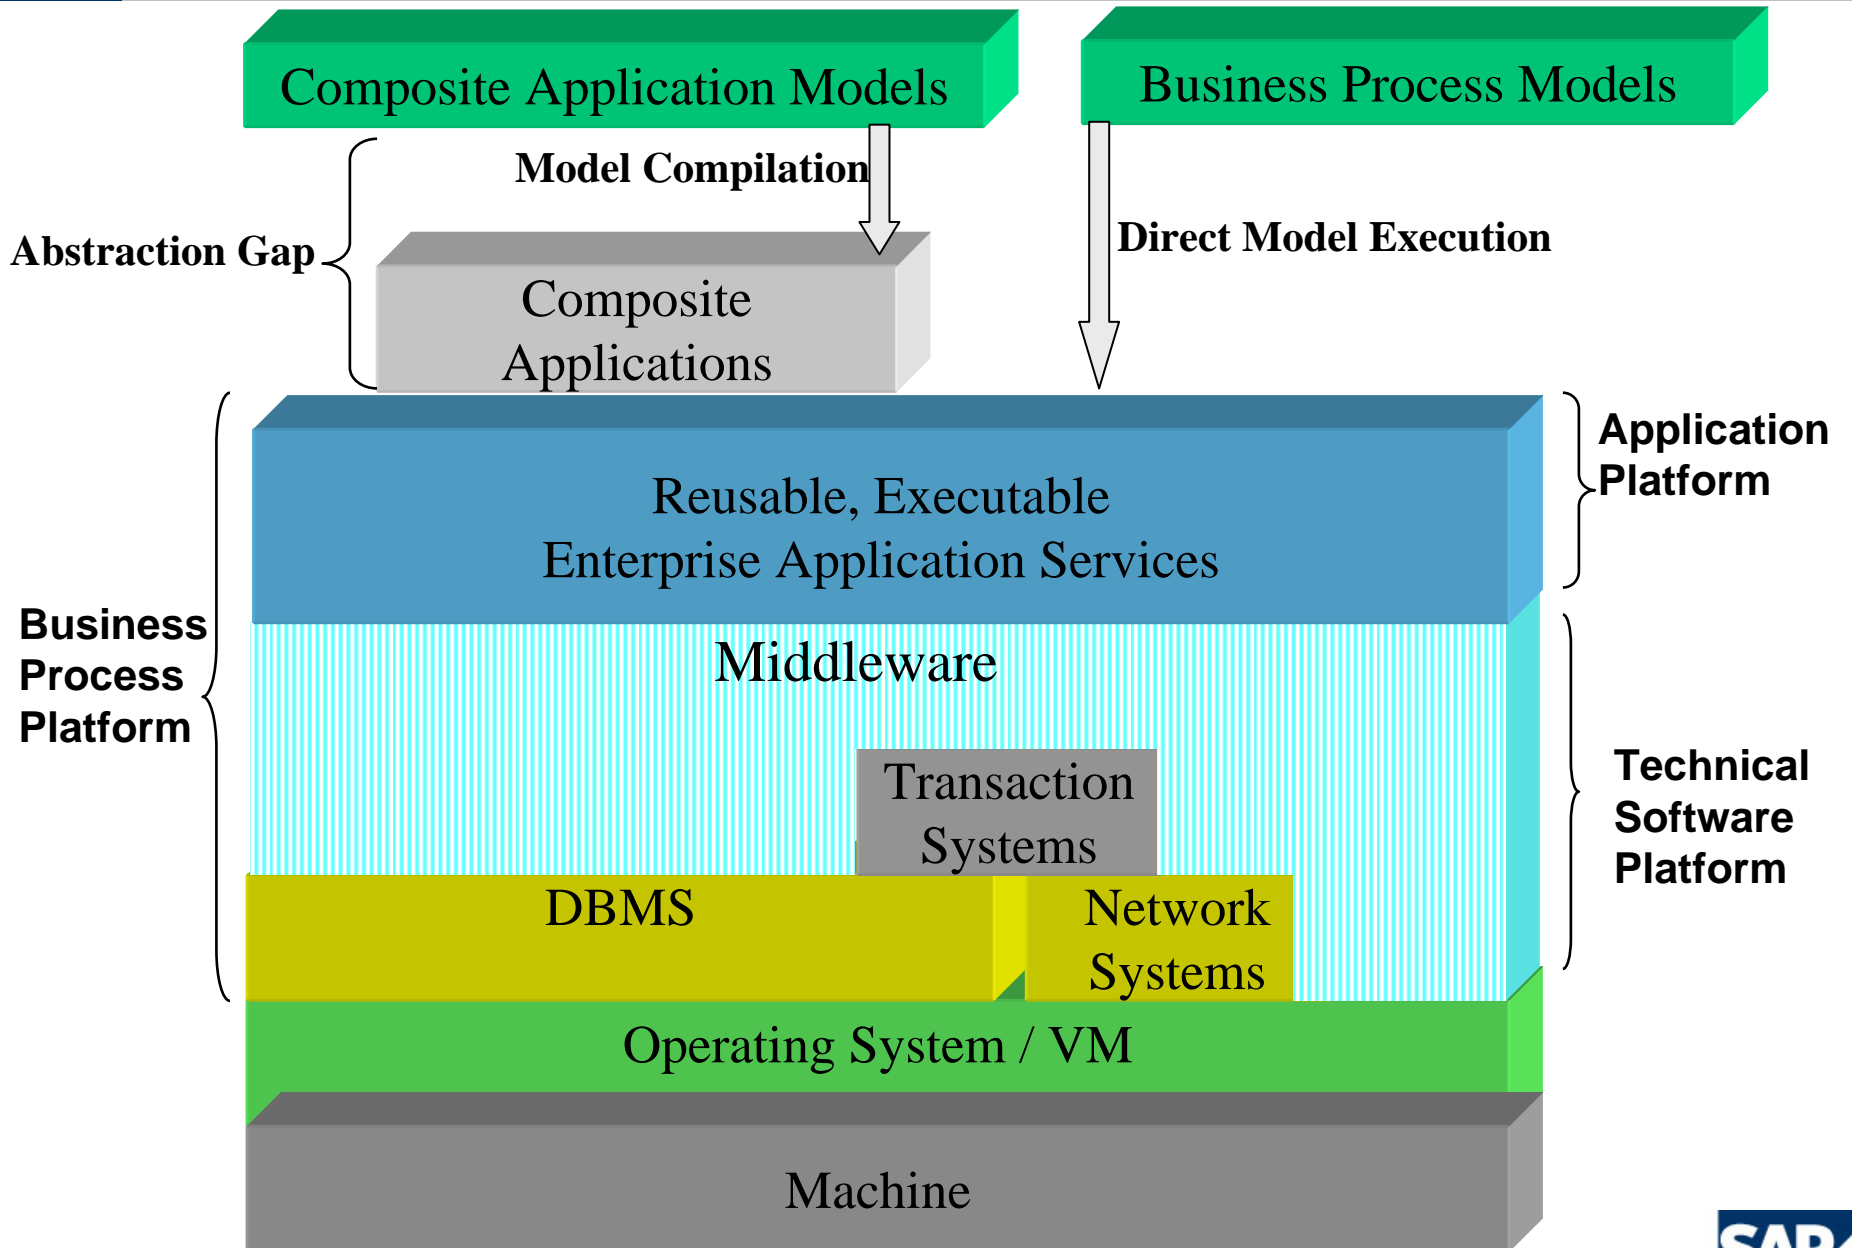 Composite Application Models
Business Process Models
Model Compilation
Abstraction Gap
Direct Model Execution
Composite
Applications
Application
Platform
Reusable, Executable
Enterprise Application Services
Business
Process
Platform
Middleware
Transaction
Systems
Technical
Software
Platform
DBMS
Network
Systems
Operating System / VM
Machine
SAP